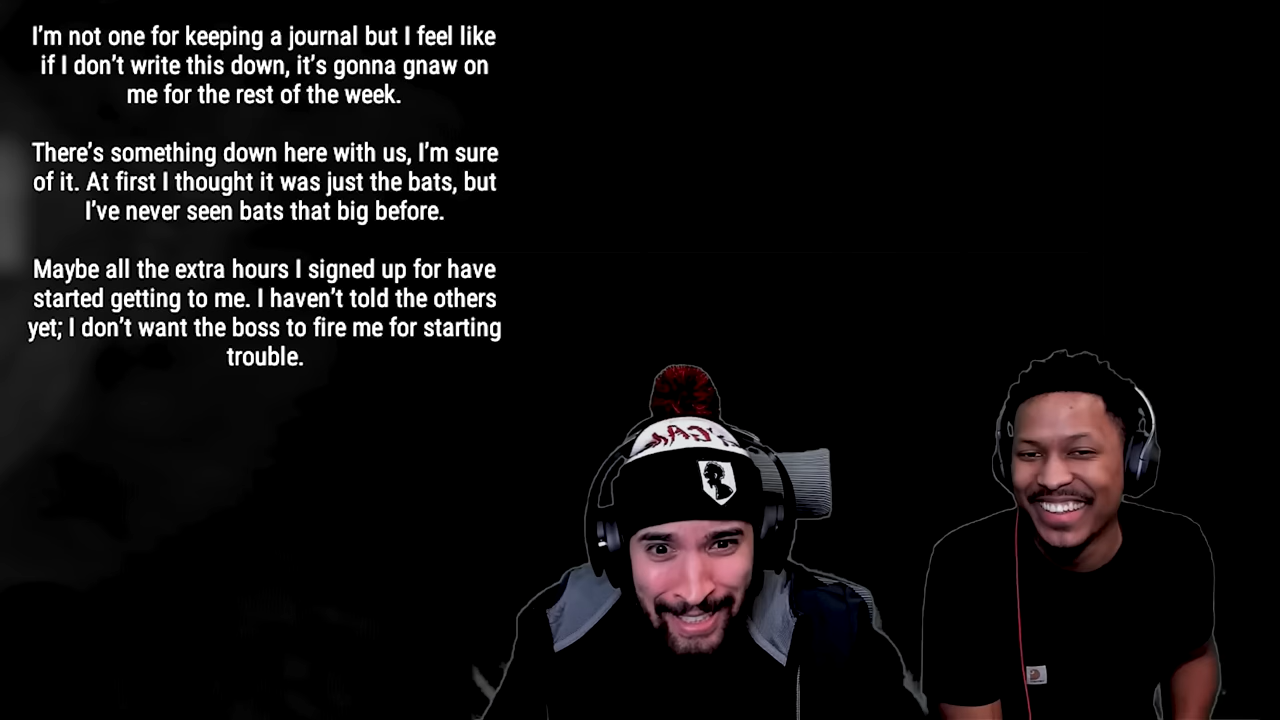 I'm not one for keeping a journal but I feel like
if I don't write this down, it's gonna gnaw on
me for the rest of the week.
There's something down here with us, I'm sure
of it. At first I thought it was just the bats, but
I've never seen bats that big before.
Maybe all the extra hours I signed up for have
started getting to me. I haven't told the others
yet; I don't want the boss to fire me for starting
trouble.